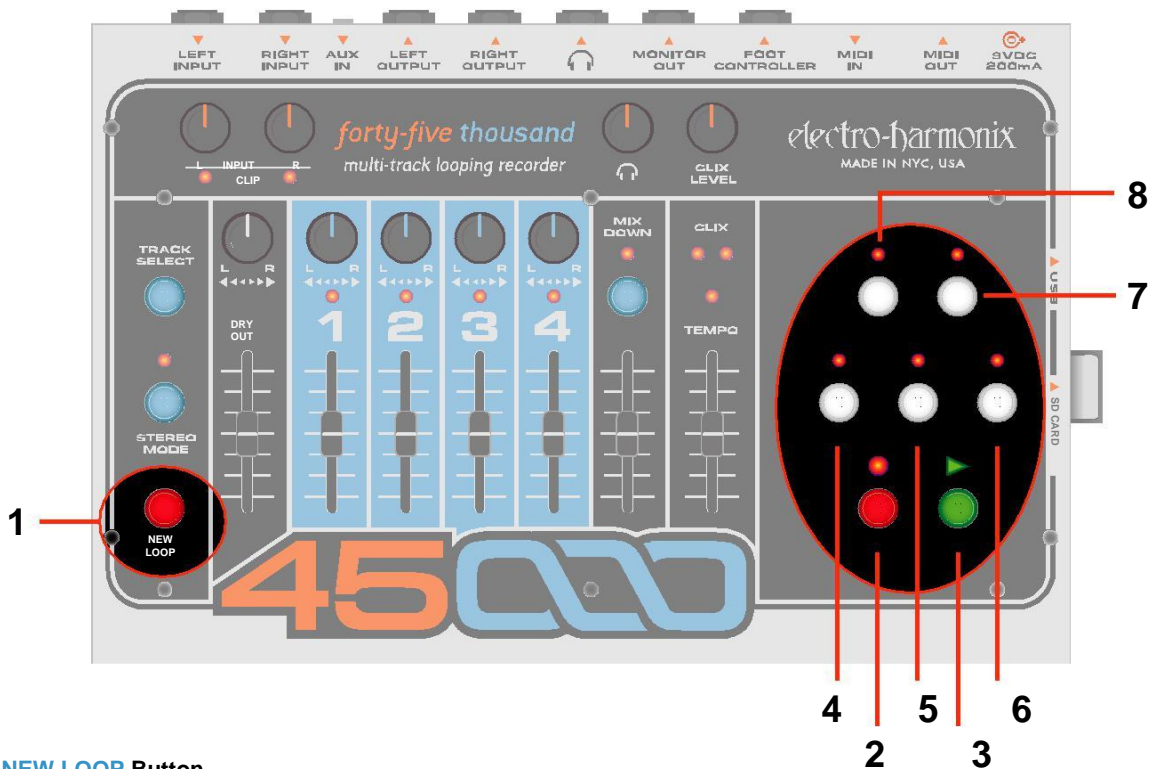 LEFT INPUT
RIGHT INPUT
AUX IN
LEFT OUTPUT
RIGHT OUTPUT
MONITOR OUT
FOOT CONTROLLER
MIDI IN
MIDI OUT
9VDC 200mA
forty-five thousand
multi-track looping recorder
electro-harmonix
MADE IN NYC, USA
L INPUT R
CLIP
CLIX LEVEL
TRACK SELECT
L R
DRY OUT
L R
1
L R
2
L R
3
L R
4
MIX DOWN
CLIX
TEMPO
STEREO MODE
NEW LOOP
45000
USB
SD CARD
1
8
7
4
5
6
2
3
NEW LOOP Button